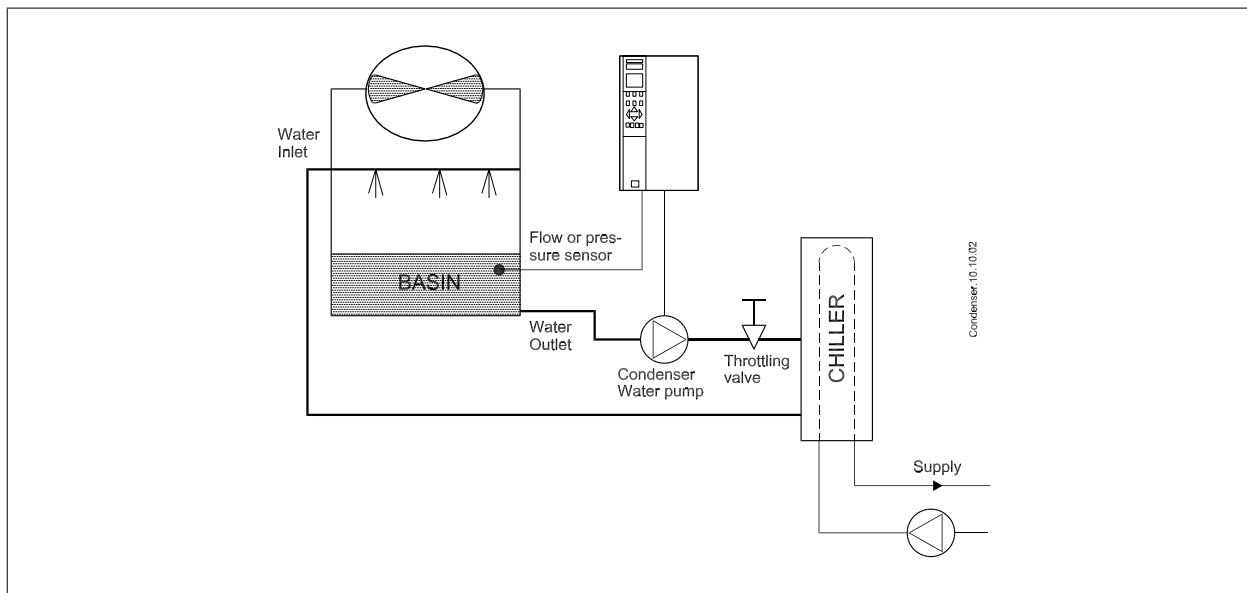 Water
Inlet
Flow or pres-
sure sensor
BASIN
Water
Outlet
Condenser
Water pump
Throttling
valve
CHILLER
Supply
Condenser.10.10.02